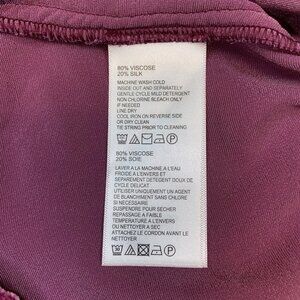 80% VISCOSE
20% SILK
MACHINE WASH COLD
INSIDE OUT AND SEPARATELY
GENTLE CYCLE MILD DETERGENT
NON CHLORINE BLEACH ONLY
IF NEEDED
LINE DRY
COOL IRON ON REVERSE SIDE
OR DRY CLEAN
TIE STRING PRIOR TO CLEANING
80% VISCOSE
20% SOIE
LAVER A LA MACHINE A L'EAU
FROIDE A L'ENVERS ET
SEPAREMENT DETERGENT DOUX DE
CYCLE DELICAT
UTILISER UNIQUEMENT UN AGENT
DE BLANCHIMENT SANS CHLORE
SI NECESSAIRE
SUSPENDRE POUR SECHER
REPASSAGE A FAIBLE
TEMPERATURE A L'ENVERS
OU NETTOYER A SEC
ATTACHER LE CORDON AVANT LE
NETTOYER